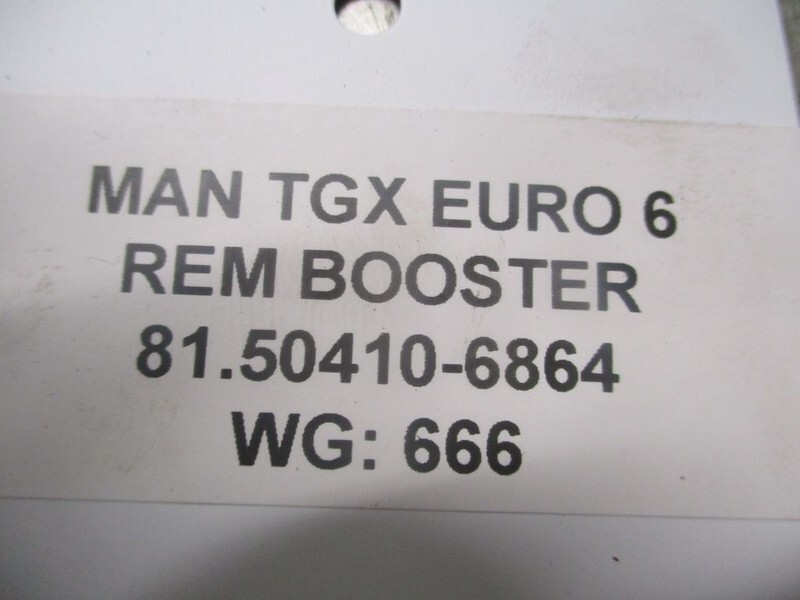 MAN TGX EURO 6
REM BOOSTER
81.50410-6864
WG: 666